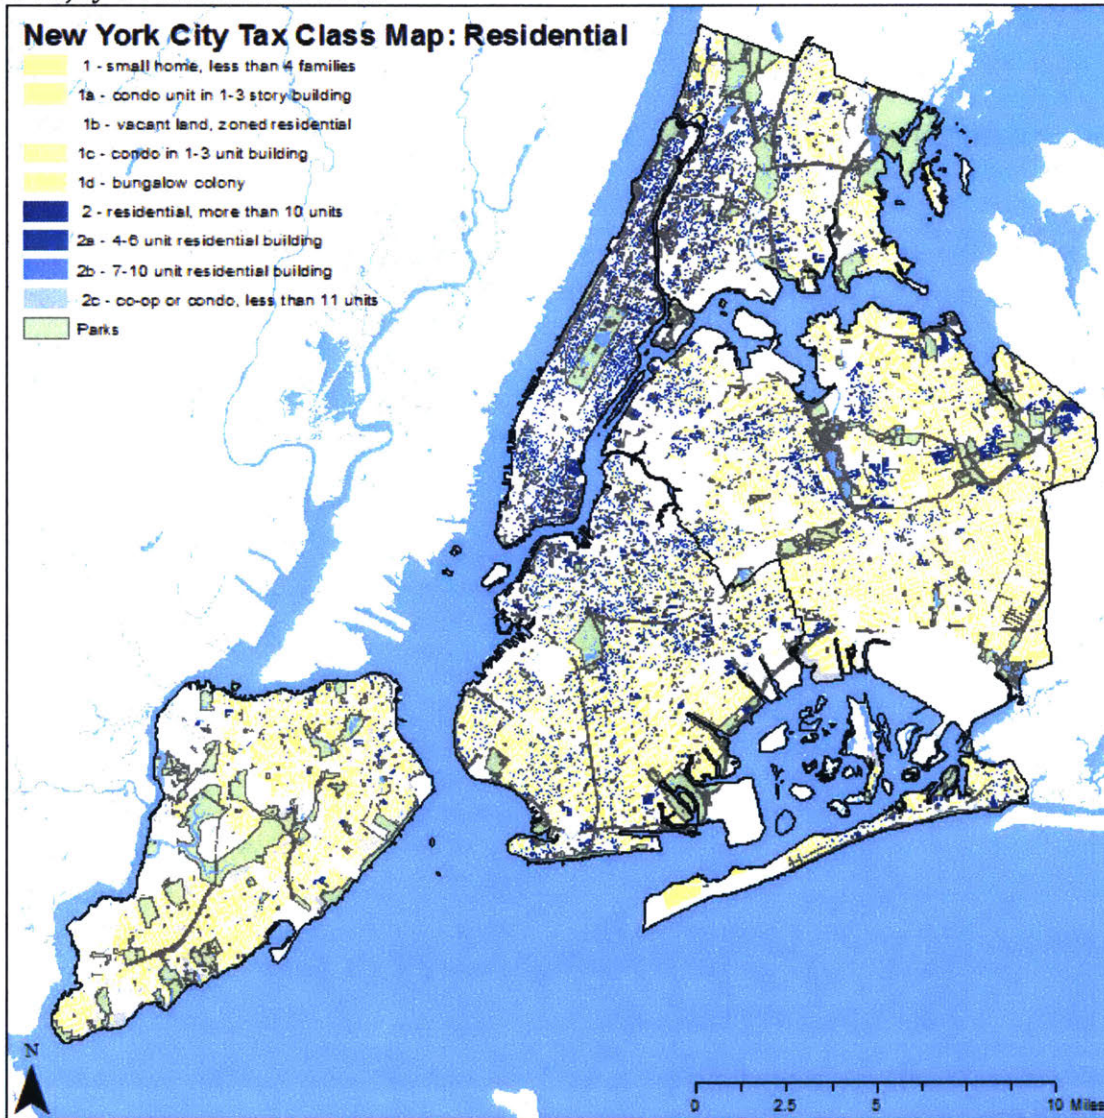 New York City Tax Class Map: Residential
1 - small home, less than 4 families
1a - condo unit in 1-3 story building
1b - vacant land, zoned residential
1c - condo in 1-3 unit building
1d - bungalow colony
2 - residential, more than 10 units
2a - 4-6 unit residential building
2b - 7-10 unit residential building
2c - co-op or condo, less than 11 units
Parks
N
0 2.5 5 10 Miles